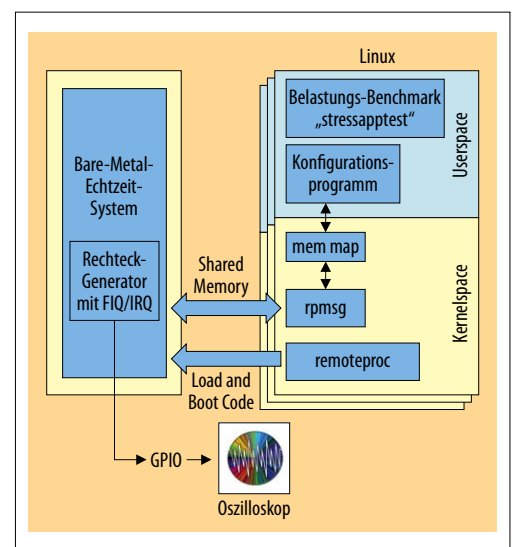 Linux
Belastungs-Benchmark
„stressapptest“
Userspace
Konfigurations-
programm
Bare-Metal-
Echtzeit-
System
mem map
Rechteck-
Generator
mit FIQ/IRQ
Shared
Memory
rpmsg
Kernelspace
remoteproc
Load and
Boot Code
GPIO
Oszilloskop